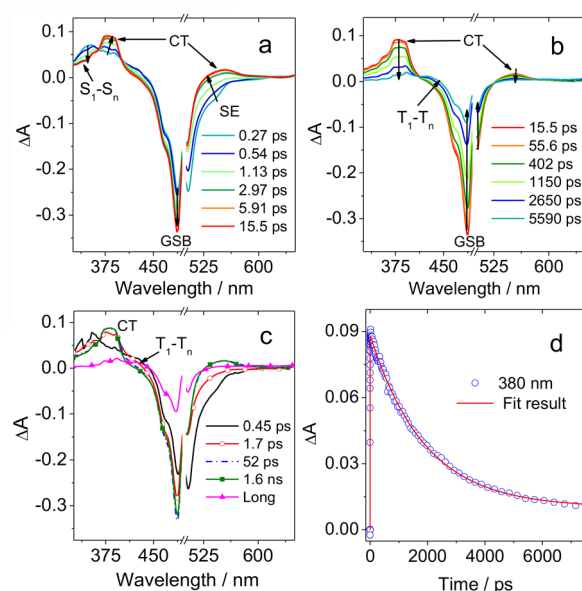 a
CT
S1-Sn
SE
0.27 ps
0.54 ps
1.13 ps
2.97 ps
5.91 ps
15.5 ps
GSB
0.1
0.0
-0.1
-0.2
-0.3
ΔA
375 450 525 600
Wavelength / nm
b
CT
T1-Tn
15.5 ps
55.6 ps
402 ps
1150 ps
2650 ps
5590 ps
GSB
0.1
0.0
-0.1
-0.2
-0.3
ΔA
375 450 525 600
Wavelength / nm
c
CT
T1-Tn
0.45 ps
1.7 ps
52 ps
1.6 ns
Long
0.1
0.0
-0.1
-0.2
-0.3
ΔA
375 450 525 600
Wavelength / nm
d
380 nm
Fit result
0.09
0.06
0.03
0.00
ΔA
0 2000 4000 6000
Time / ps